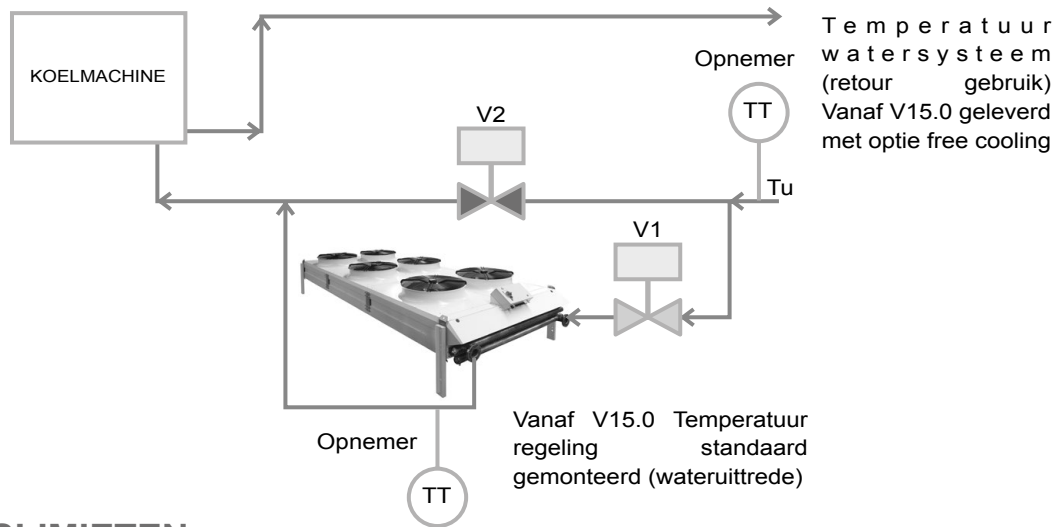 Temperatuur
watersysteem
(retour gebruik)
Vanaf V15.0 geleverd
met optie free cooling
Opnemer
KOELMACHINE
TT
V2
Tu
V1
Vanaf V15.0 Temperatuur
regeling standaard
gemonteerd (wateruittrede)
Opnemer
TT